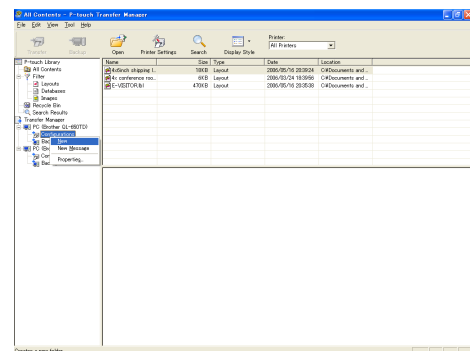 All Contents - P-touch Transfer Manager
File Edit View Tool Help
Transfer Backup Open Printer Settings Search Display Style
Printer:
All Printers
P-touch Library
All Contents
Filter
Layouts
Databases
Images
Recycle Bin
Search Results
Transfer Manager
PC (Brother QL-650TD)
Configurations
New
New Message
Properties
Name Size Type Date Location
4x6inch shipping l.. 10KB Layout 2006/05/16 20:39:24 C:¥Documents and ..
4x conference roo.. 6KB Layout 2006/03/24 18:39:56 C:¥Documents and ..
E-VISITOR.lbl 470KB Layout 2006/05/16 20:35:38 C:¥Documents and ..
Creates a new folder.